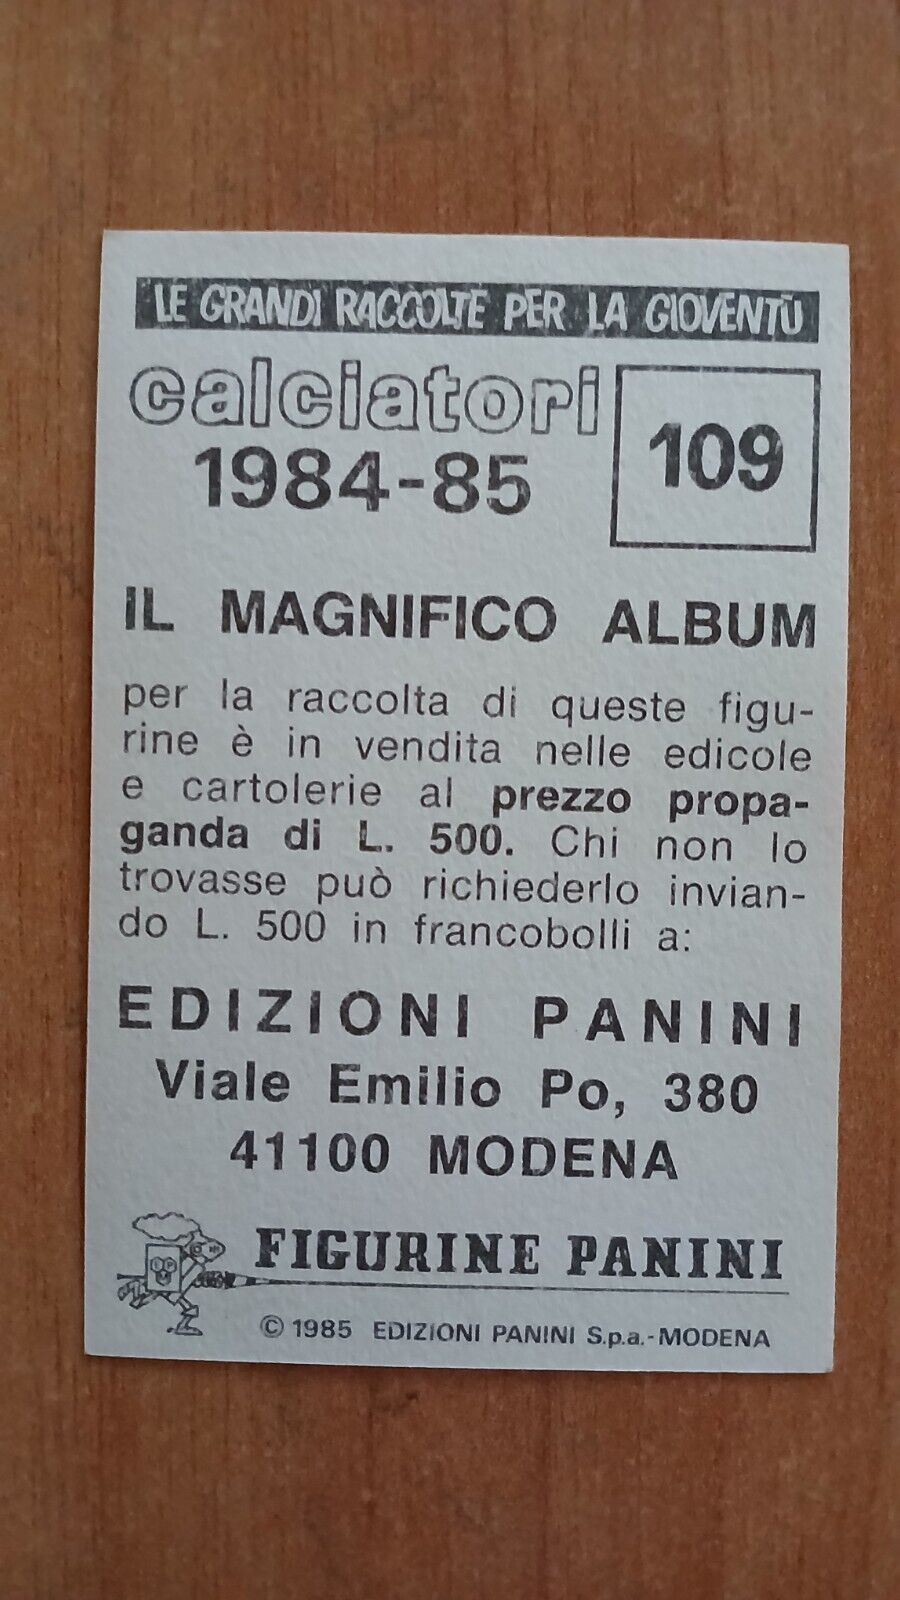 LE GRANDI RACCOLTE PER LA GIOVENTÙ
calciatori
1984-85
109
IL MAGNIFICO ALBUM
per la raccolta di queste figu-
rine è in vendita nelle edicole
e cartolerie al prezzo propa-
ganda di L. 500. Chi non lo
trovasse può richiederlo invian-
do L. 500 in francobolli a:
EDIZIONI PANINI
Viale Emilio Po, 380
41100 MODENA
FIGURINE PANINI
© 1985 EDIZIONI PANINI S.p.a.-MODENA